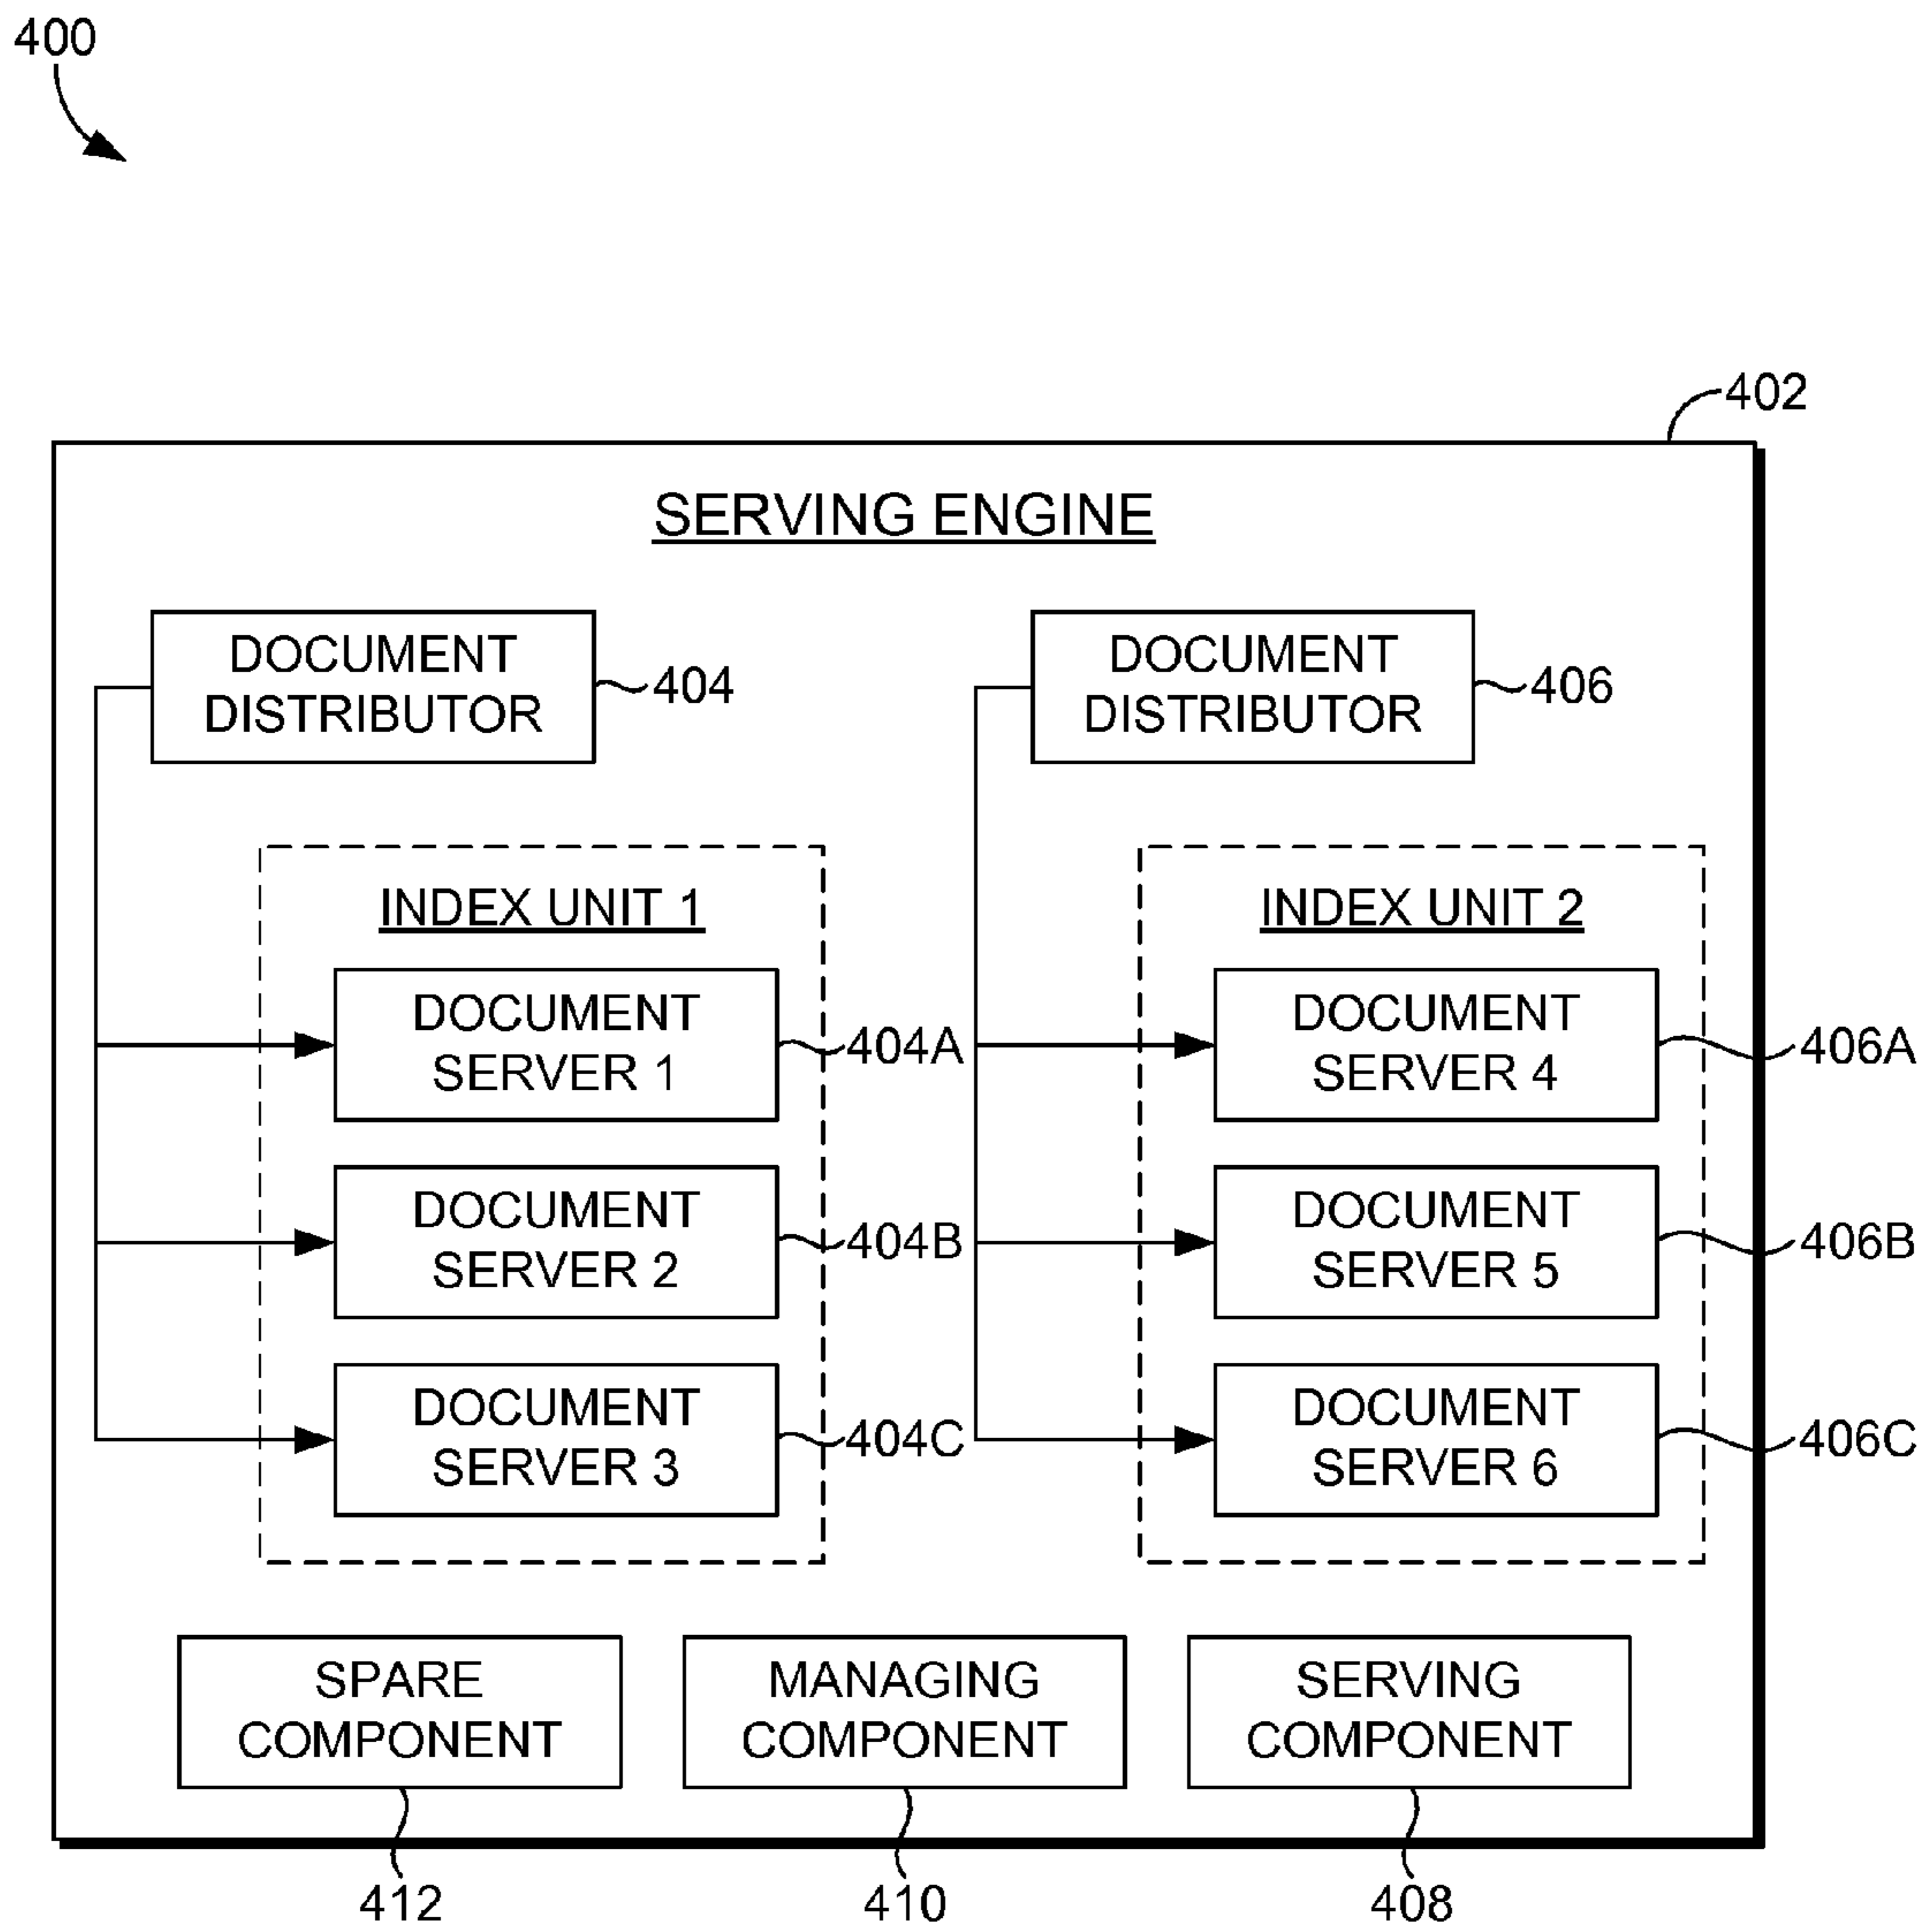 400
402
SERVING ENGINE
DOCUMENT
DISTRIBUTOR
404
DOCUMENT
DISTRIBUTOR
406
INDEX UNIT 1
DOCUMENT
SERVER 1
404A
DOCUMENT
SERVER 2
404B
DOCUMENT
SERVER 3
404C
INDEX UNIT 2
DOCUMENT
SERVER 4
406A
DOCUMENT
SERVER 5
406B
DOCUMENT
SERVER 6
406C
SPARE
COMPONENT
412
MANAGING
COMPONENT
410
SERVING
COMPONENT
408